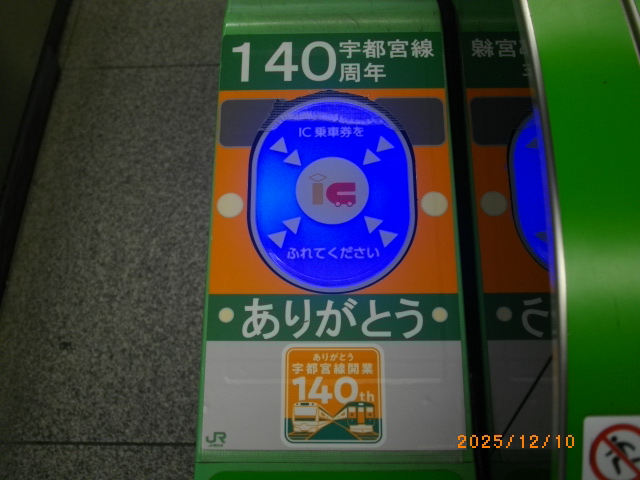 140 宇都宮線
周年
IC 乗車券を
ic
ふれてください
ありがとう
ありがとう
宇都宮線開業
140th
JR
2025/12/10